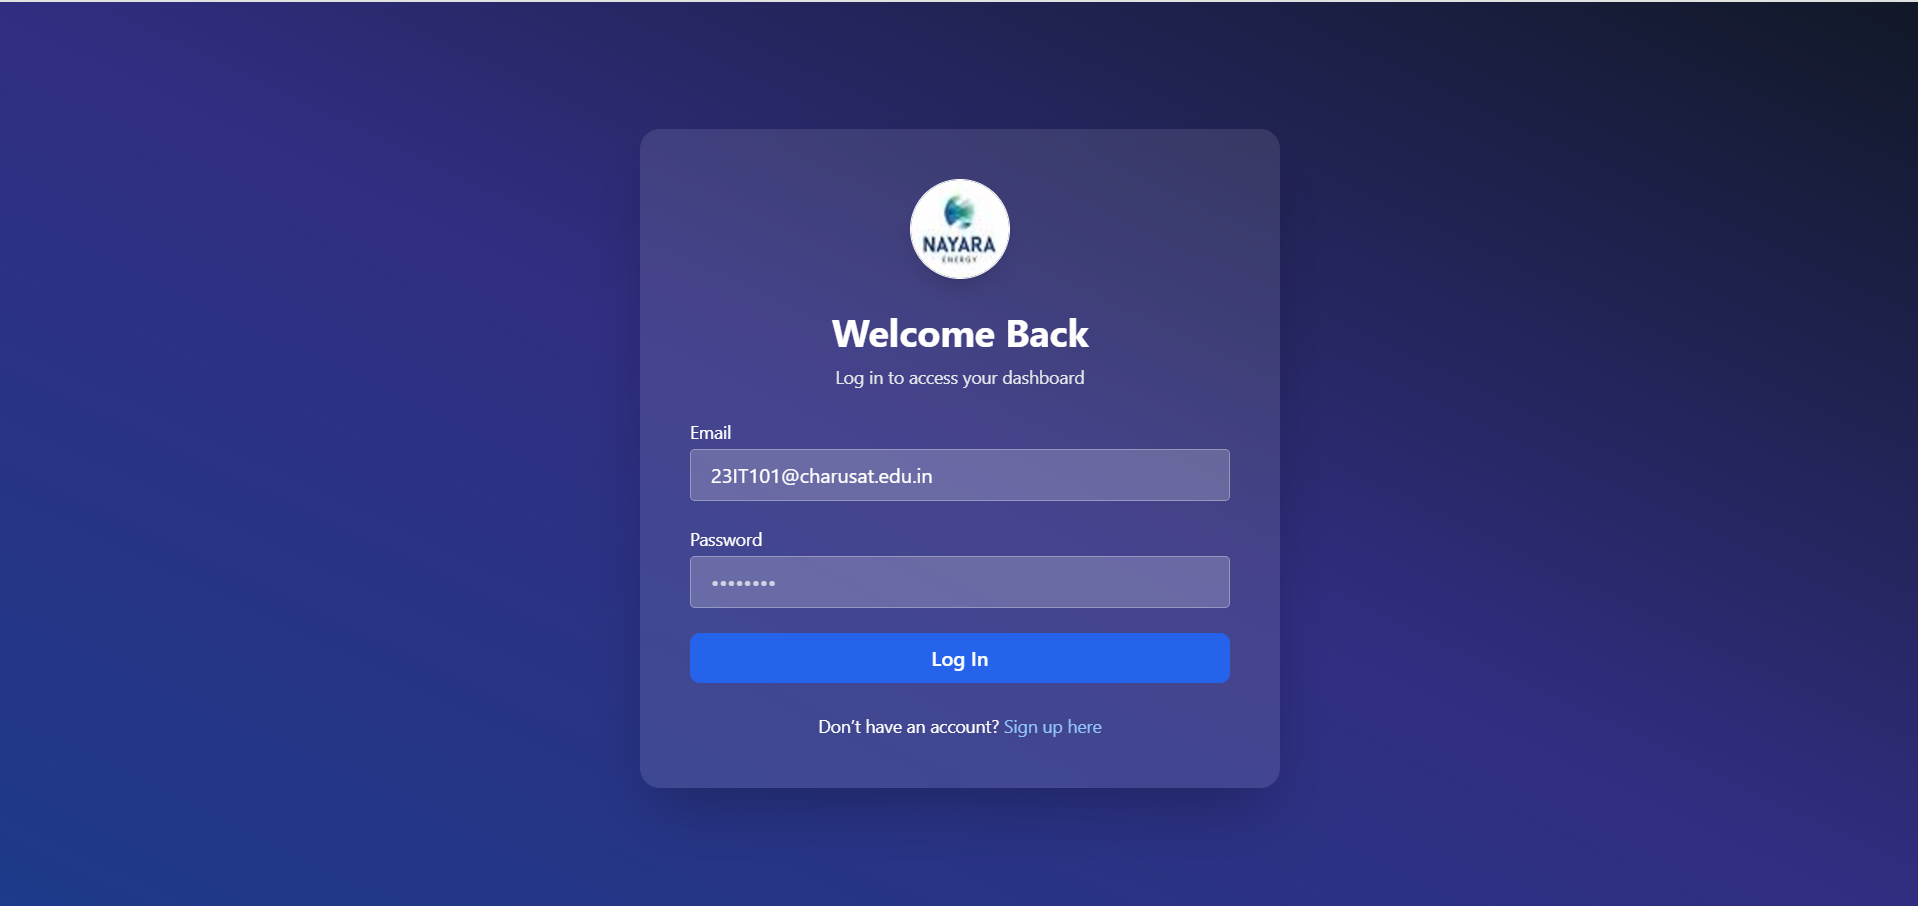 NAYARA
ENERGY
Welcome Back
Log in to access your dashboard
Email
23IT101@charusat.edu.in
Password
••••••••
Log In
Don’t have an account? Sign up here